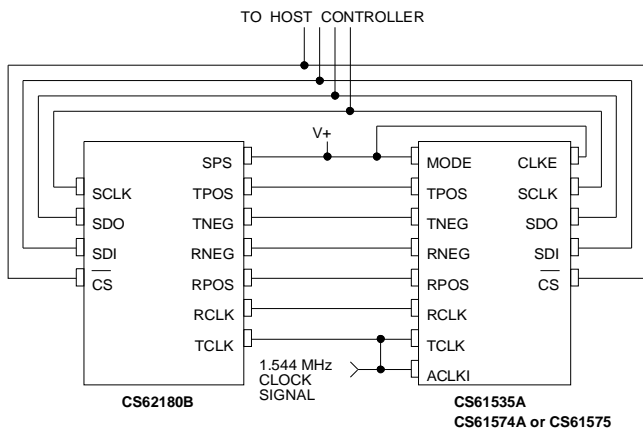 TO HOST CONTROLLER
V+
SPS
SCLK
TPOS
SDO
TNEG
SDI
RNEG
CS
RPOS
RCLK
TCLK
MODE
CLKE
TPOS
SCLK
TNEG
SDO
RNEG
SDI
RPOS
CS
RCLK
TCLK
ACLKI
1.544 MHz
CLOCK
SIGNAL
CS62180B
CS61535A
CS61574A or CS61575